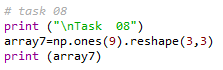 # task 08
print ("\nTask  08")
array7=np.ones(9).reshape(3,3)
print (array7)